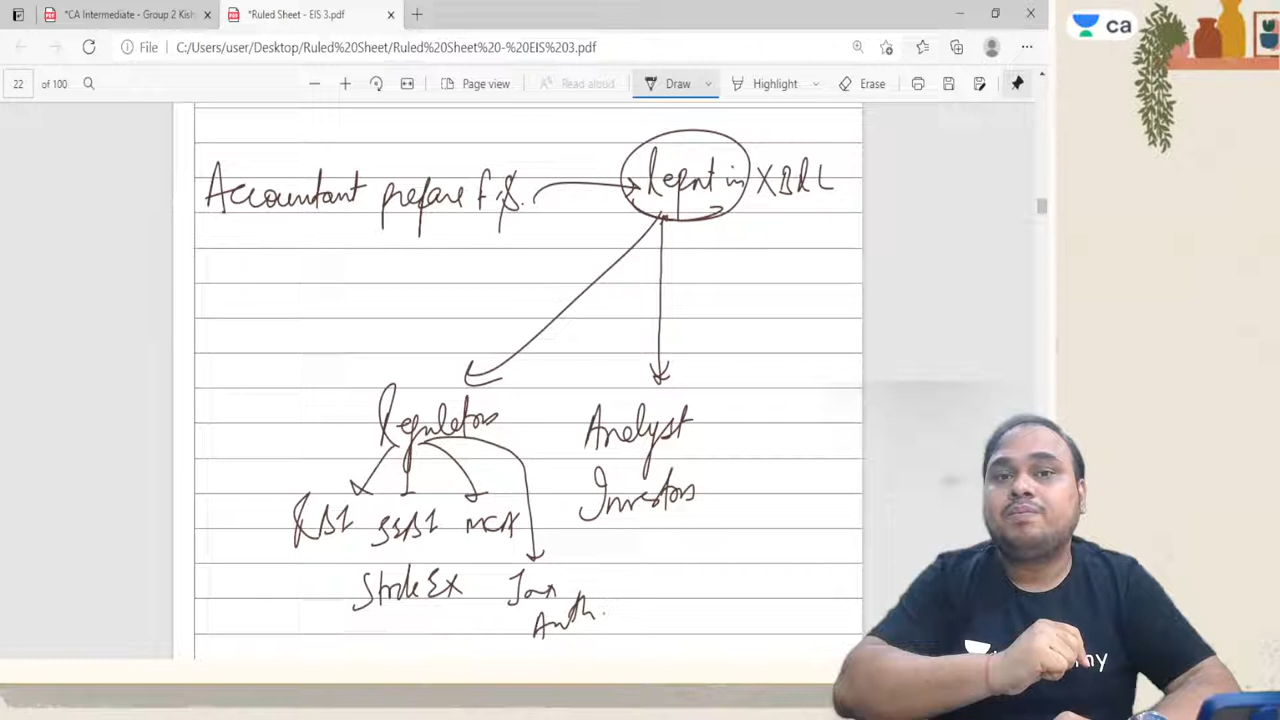 *CA Intermediate - Group 2 Kish
*Ruled Sheet - EIS 3.pdf
ca
File
C:/Users/user/Desktop/Ruled%20Sheet/Ruled%20Sheet%20-%20EIS%203.pdf
22 of 100
Page view
Read aloud
Draw
Highlight
Erase
Accountant prepare F.S.
Report in XBRL
Regulators
Analyst
Investors
RBI SEBI MCA
Stock Ex
Tax
Auth.
my